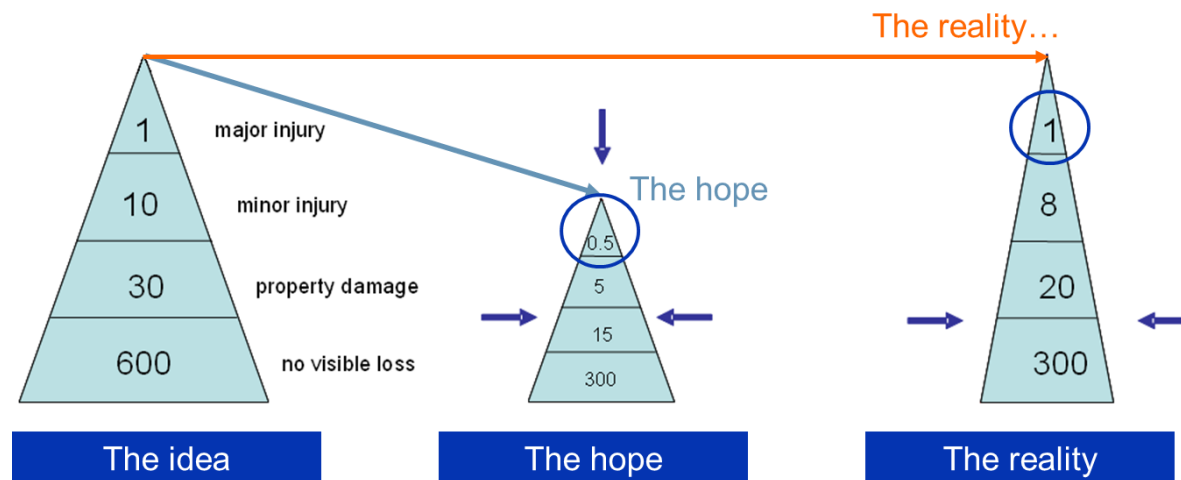 The reality…
1
major injury
10
minor injury
30
property damage
600
no visible loss
The idea
The hope
0.5
5
15
300
The hope
1
8
20
300
The reality